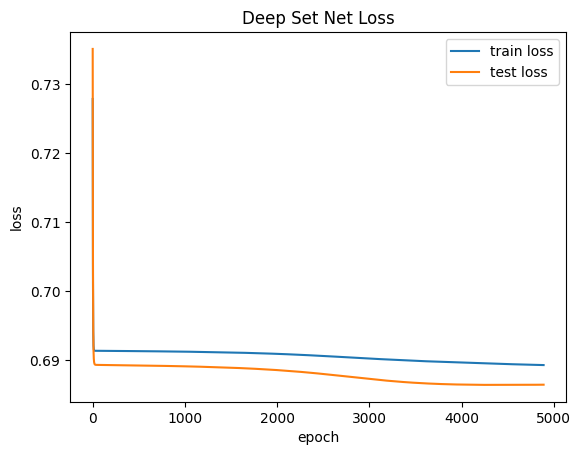 Deep Set Net Loss
train loss
test loss
loss
0.73
0.72
0.71
0.70
0.69
0 1000 2000 3000 4000 5000
epoch